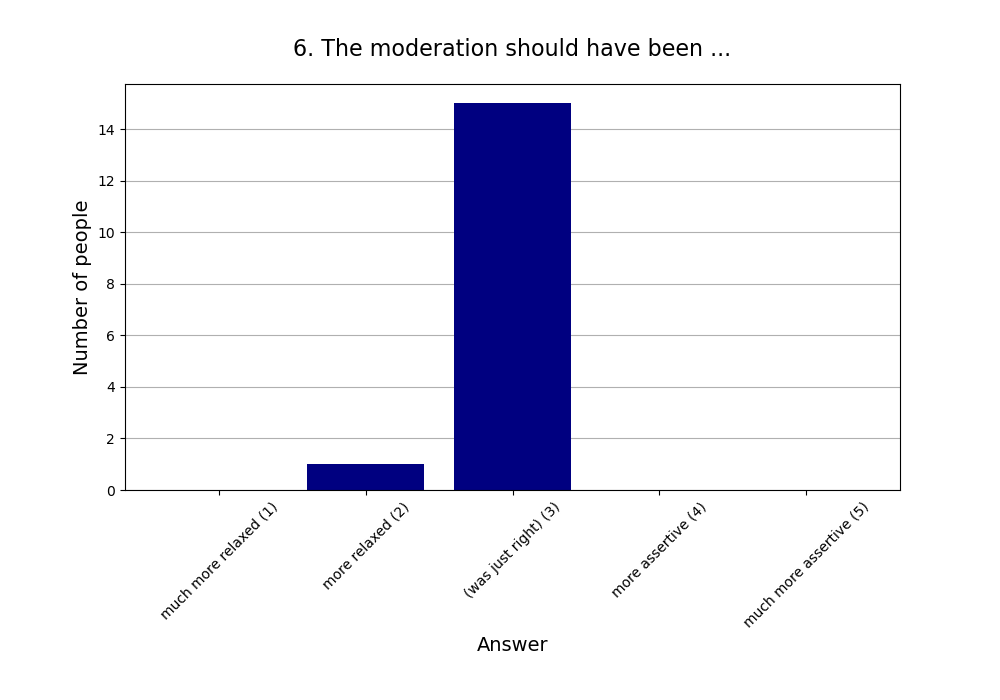 6. The moderation should have been ...
Number of people
14
12
10
8
6
4
2
0
much more relaxed (1)
more relaxed (2)
(was just right) (3)
more assertive (4)
much more assertive (5)
Answer